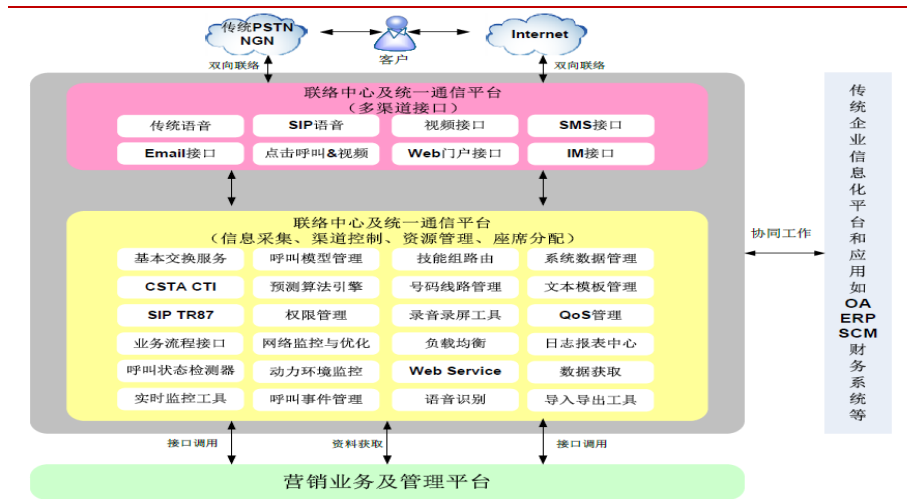 传统PSTN
NGN
客户
Internet
双向联络
双向联络
联络中心及统一通信平台
（多渠道接口）
传统语音
SIP语音
视频接口
SMS接口
Email接口
点击呼叫&视频
Web门户接口
IM接口
联络中心及统一通信平台
（信息采集、渠道控制、资源管理、座席分配）
基本交换服务
呼叫模型管理
技能组路由
系统数据管理
CSTA CTI
预测算法引擎
号码线路管理
文本模板管理
SIP TR87
权限管理
录音录屏工具
QoS管理
业务流程接口
网络监控与优化
负载均衡
日志报表中心
呼叫状态检测器
动力环境监控
Web Service
数据获取
实时监控工具
呼叫事件管理
语音识别
导入导出工具
接口调用
资料获取
接口调用
营销业务及管理平台
协同工作
传统企业信息化平台和应用如
OA
ERP
SCM
财务系统等